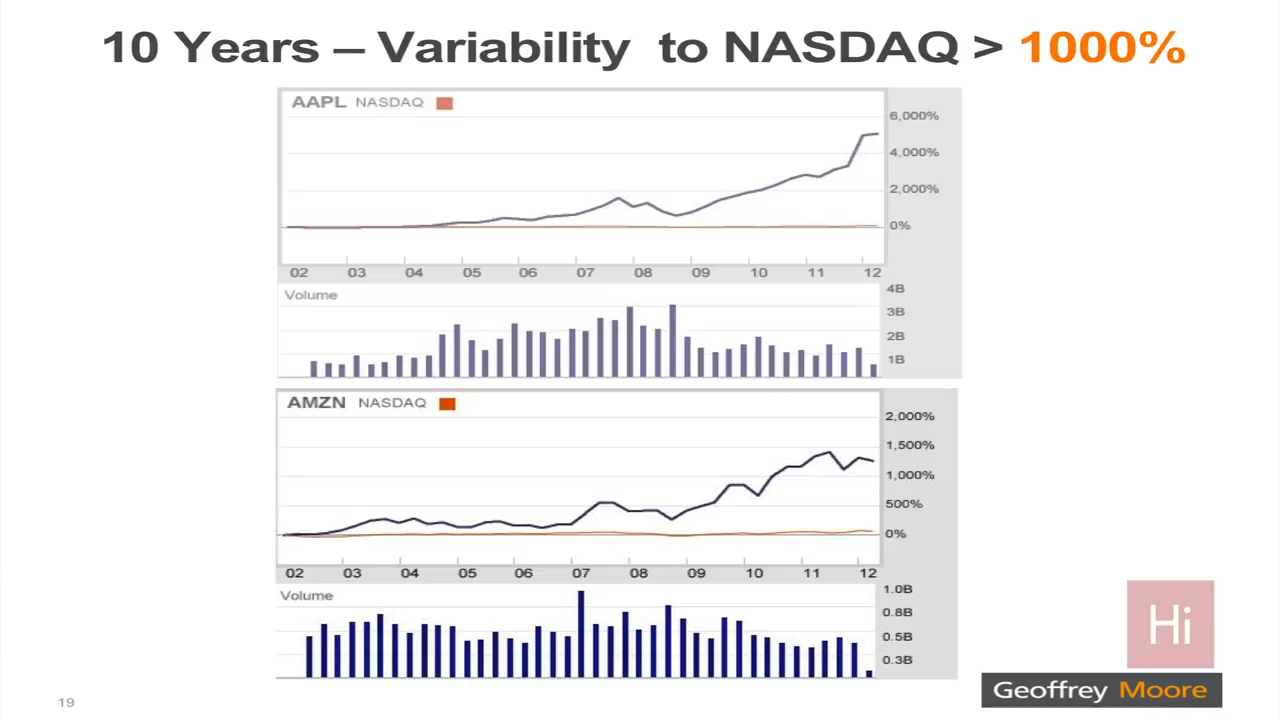 10 Years – Variability to NASDAQ > 1000%
AAPL NASDAQ
6,000%
4,000%
2,000%
0%
02 03 04 05 06 07 08 09 10 11 12
Volume
4B
3B
2B
1B
AMZN NASDAQ
2,000%
1,500%
1,000%
500%
0%
02 03 04 05 06 07 08 09 10 11 12
Volume
1.0B
0.8B
0.5B
0.3B
Hi
Geoffrey Moore
19